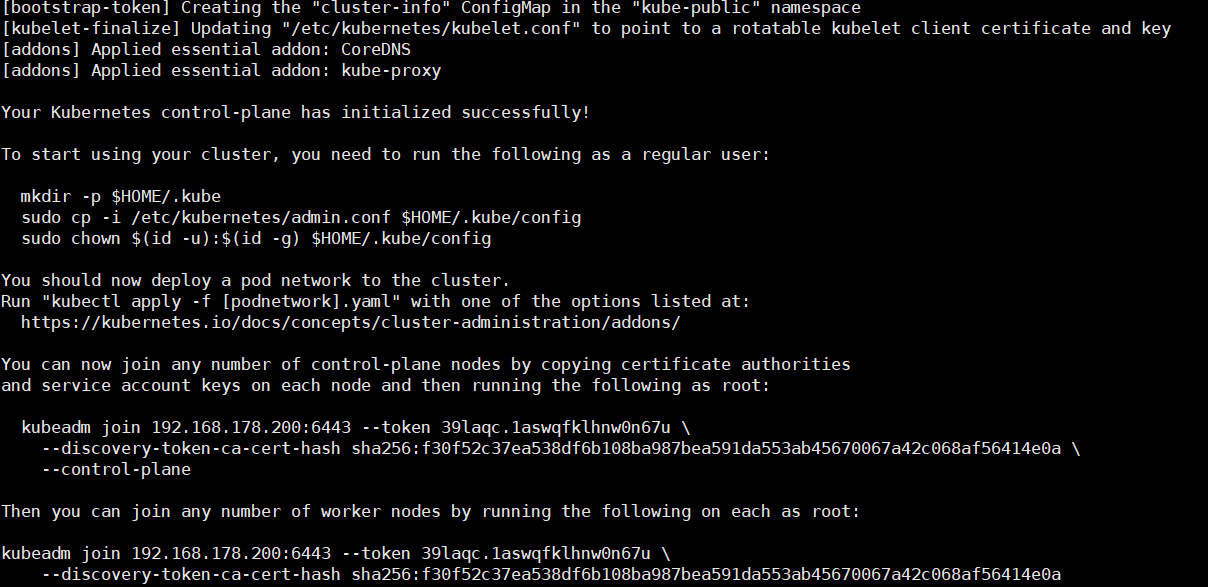 [bootstrap-token] Creating the "cluster-info" ConfigMap in the "kube-public" namespace
[kubelet-finalize] Updating "/etc/kubernetes/kubelet.conf" to point to a rotatable kubelet client certificate and key
[addons] Applied essential addon: CoreDNS
[addons] Applied essential addon: kube-proxy
Your Kubernetes control-plane has initialized successfully!
To start using your cluster, you need to run the following as a regular user:
mkdir -p $HOME/.kube
sudo cp -i /etc/kubernetes/admin.conf $HOME/.kube/config
sudo chown $(id -u):$(id -g) $HOME/.kube/config
You should now deploy a pod network to the cluster.
Run "kubectl apply -f [podnetwork].yaml" with one of the options listed at:
https://kubernetes.io/docs/concepts/cluster-administration/addons/
You can now join any number of control-plane nodes by copying certificate authorities
and service account keys on each node and then running the following as root:
kubeadm join 192.168.178.200:6443 --token 39laqc.1aswqfklhnw0n67u \
--discovery-token-ca-cert-hash sha256:f30f52c37ea538df6b108ba987bea591da553ab45670067a42c068af56414e0a \
--control-plane
Then you can join any number of worker nodes by running the following on each as root:
kubeadm join 192.168.178.200:6443 --token 39laqc.1aswqfklhnw0n67u \
--discovery-token-ca-cert-hash sha256:f30f52c37ea538df6b108ba987bea591da553ab45670067a42c068af56414e0a